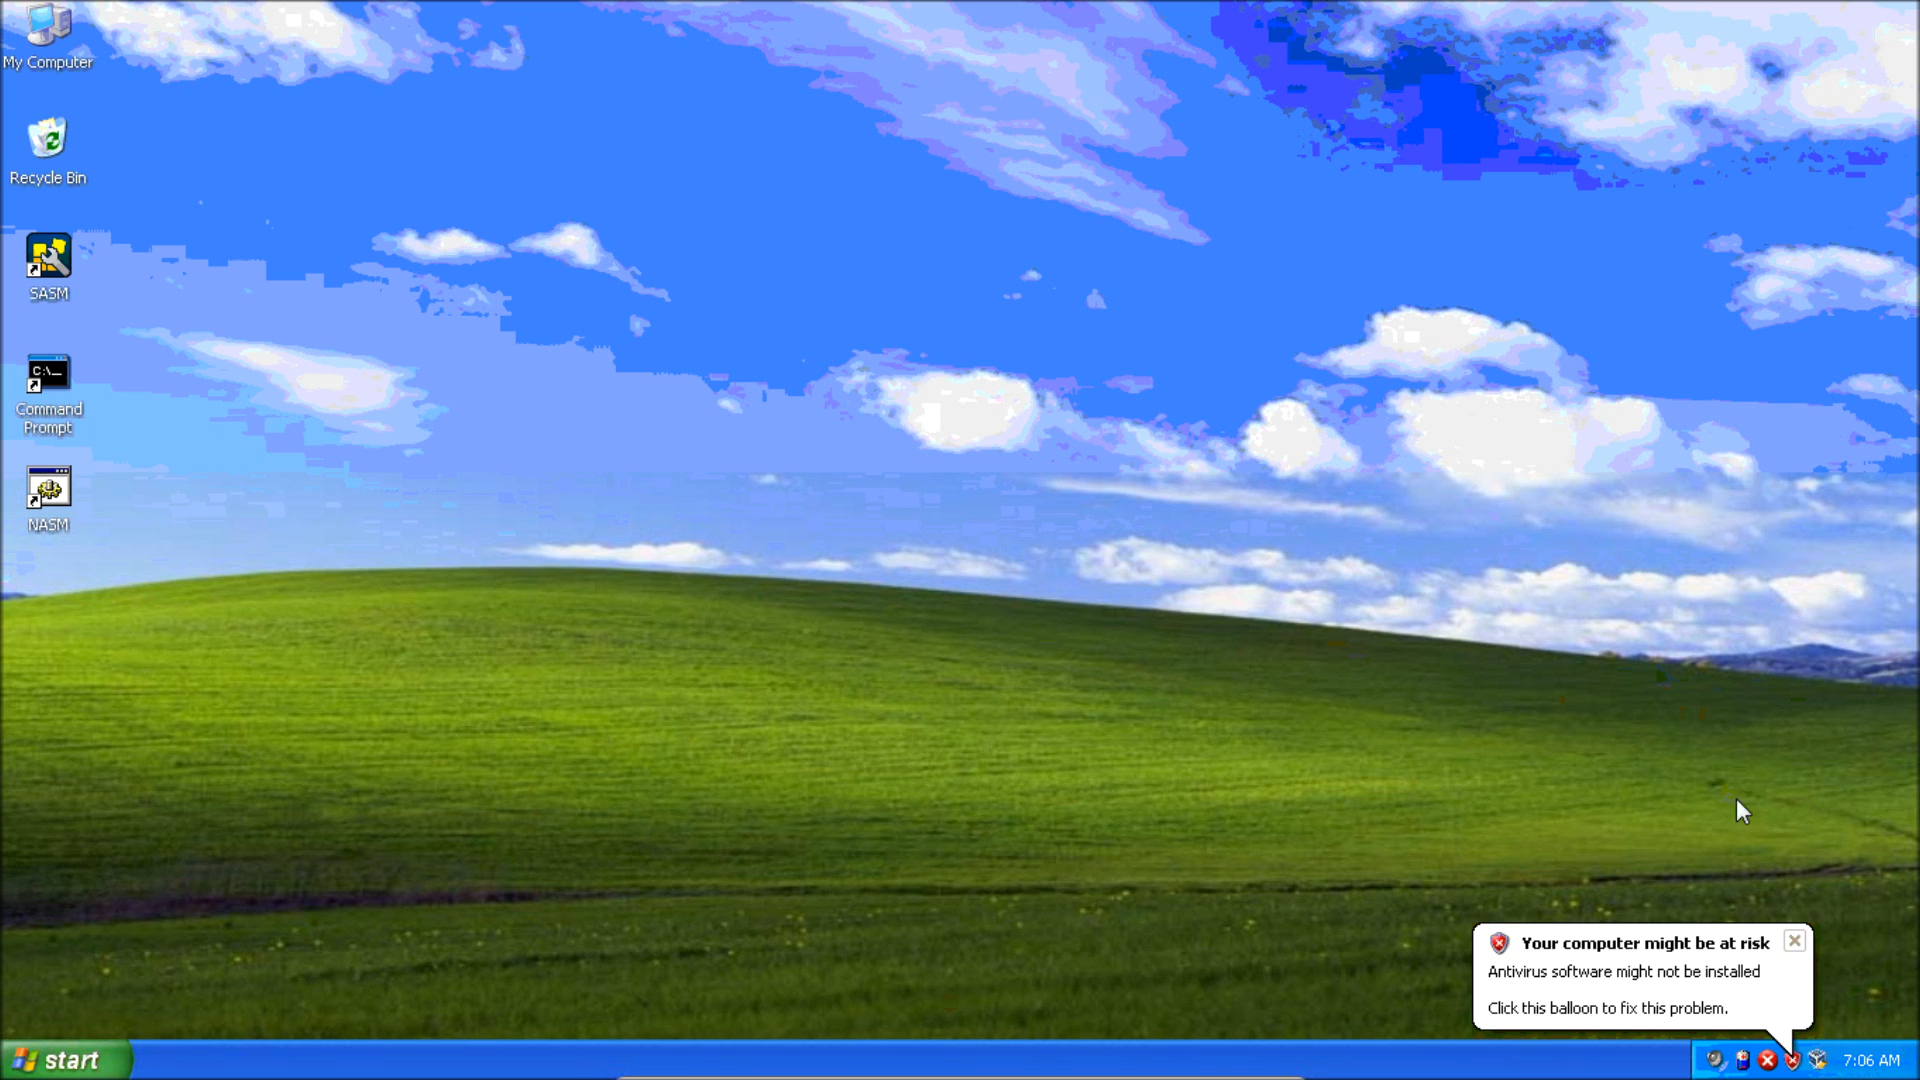 My Computer
Recycle Bin
SASM
C:\_
Command
Prompt
NASM
Your computer might be at risk
Antivirus software might not be installed
Click this balloon to fix this problem.
start
7:06 AM